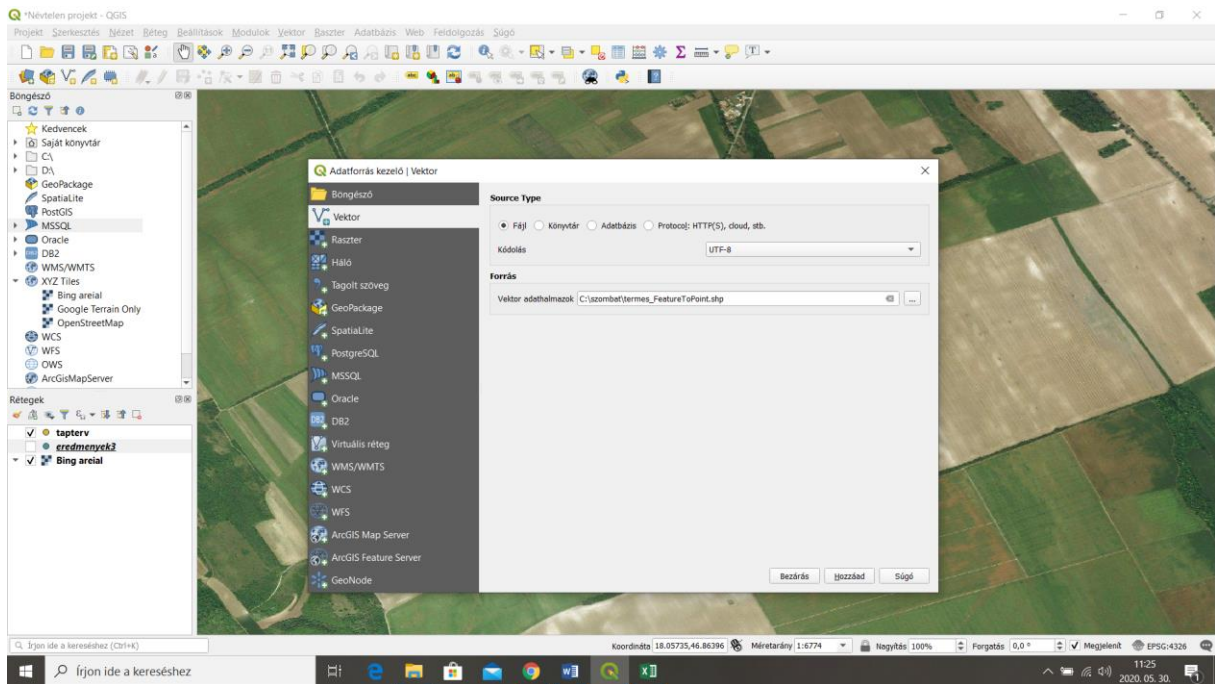 *Névtelen projekt - QGIS
Projekt Szerkesztés Nézet Réteg Beállítások Modulok Vektor Raszter Adatbázis Web Feldolgozás Súgó
Böngésző
Kedvencek
Saját könyvtár
C:\
D:\
GeoPackage
SpatiaLite
PostGIS
MSSQL
Oracle
DB2
WMS/WMTS
XYZ Tiles
Bing areial
Google Terrain Only
OpenStreetMap
WCS
WFS
OWS
ArcGisMapServer
Rétegek
tapterv
eredmenyek3
Bing areial
Adatforrás kezelő | Vektor
Böngésző
Vektor
Raszter
Háló
Tagolt szöveg
GeoPackage
SpatiaLite
PostgreSQL
MSSQL
Oracle
DB2
Virtuális réteg
WMS/WMTS
WCS
WFS
ArcGIS Map Server
ArcGIS Feature Server
GeoNode
Source Type
Fájl Könyvtár Adatbázis Protocol: HTTP(S), cloud, stb.
Kódolás UTF-8
Forrás
Vektor adathalmazok C:\szombat\termes_FeatureToPoint.shp ...
Bezárás Hozzáad Súgó
Írjon ide a kereséshez (Ctrl+K) Koordináta 18.05735,46.86396 Méretarány 1:6774 Nagyítás 100% Forgatás 0,0 ° Megjelenít EPSG:4326
Írjon ide a kereséshez 11:25
2020. 05. 30.